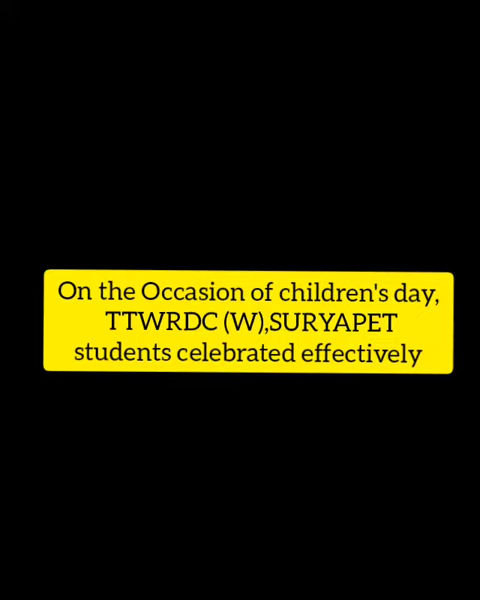 On the Occasion of children's day,
TTWRDC (W),SURYAPET
students celebrated effectively